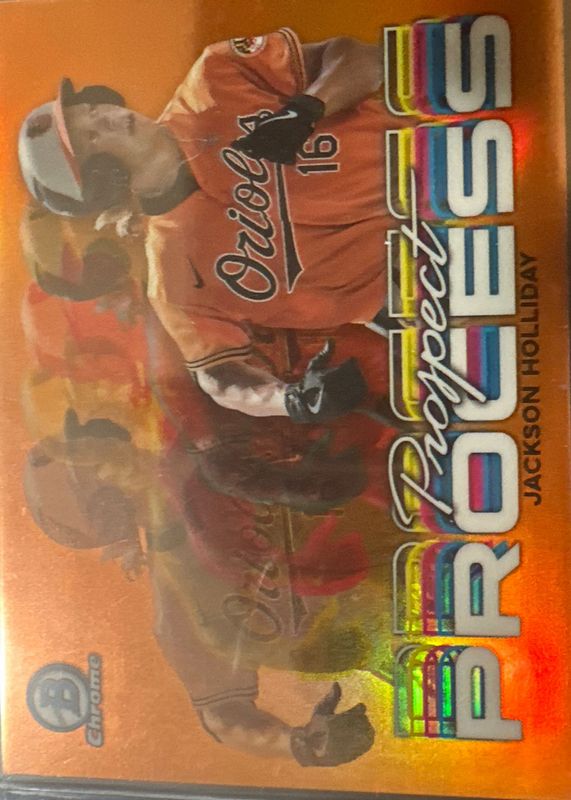 B
Chrome
Orioles
16
Prospect
PROCESS
JACKSON HOLLIDAY